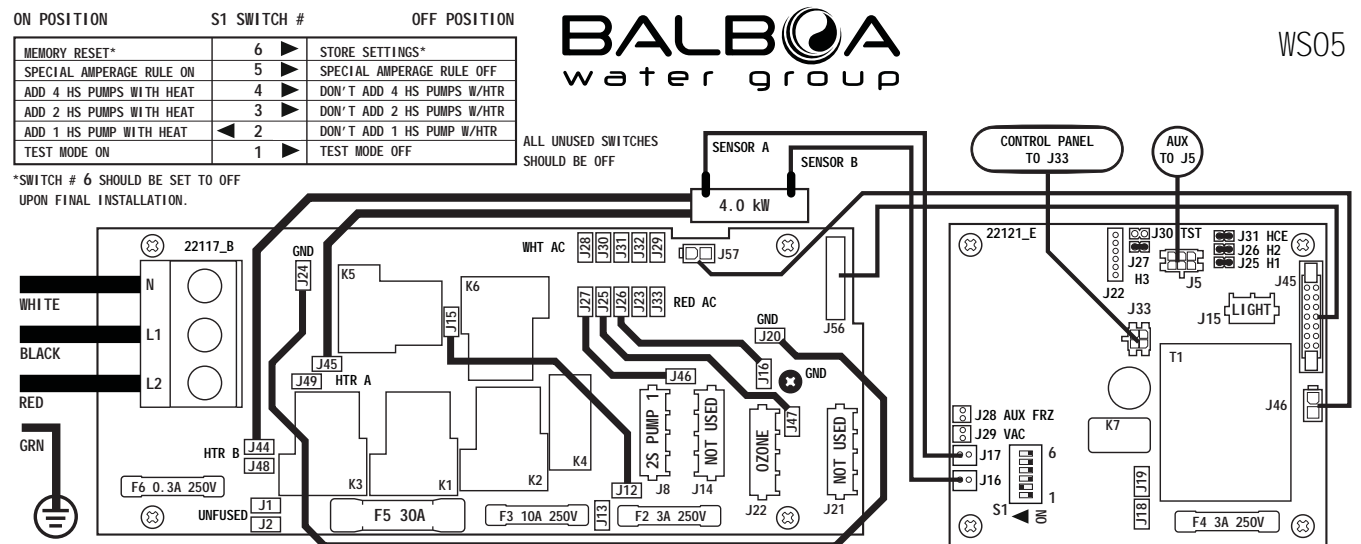 ON POSITION S1 SWITCH # OFF POSITION
MEMORY RESET* 6 STORE SETTINGS*
SPECIAL AMPERAGE RULE ON 5 SPECIAL AMPERAGE RULE OFF
ADD 4 HS PUMPS WITH HEAT 4 DON'T ADD 4 HS PUMPS W/HTR
ADD 2 HS PUMPS WITH HEAT 3 DON'T ADD 2 HS PUMPS W/HTR
ADD 1 HS PUMP WITH HEAT 2 DON'T ADD 1 HS PUMP W/HTR
TEST MODE ON 1 TEST MODE OFF
*SWITCH # 6 SHOULD BE SET TO OFF
UPON FINAL INSTALLATION.
ALL UNUSED SWITCHES
SHOULD BE OFF
BALBOA
water group
WS05
SENSOR A
SENSOR B
4.0 kW
CONTROL PANEL
TO J33
AUX
TO J5
22117_B
GND
J24
K5
K6
J15
WHT AC
J28
J30
J31
J32
J29
J57
J27
J25
J26
J23
J33
RED AC
J56
GND
J20
N
WHITE
L1
BLACK
L2
RED
GRN
J45
J49 HTR A
J46
J16
GND
J47
J44
HTR B
J48
K3
K1
K2
K4
2S PUMP 1
J8
NOT USED
J14
OZONE
J22
NOT USED
J21
F6 0.3A 250V
UNFUSED
J1
J2
F5 30A
F3 10A 250V
J12
J13
F2 3A 250V
22121_E
J30 TST
J27
H3
J22
J5
J31 HCE
J26 H2
J25 H1
J45
J33
J15
LIGHT
T1
K7
J46
J28 AUX FRZ
J29 VAC
J17
J16
6
1
S1
ON
J19
J18
F4 3A 250V